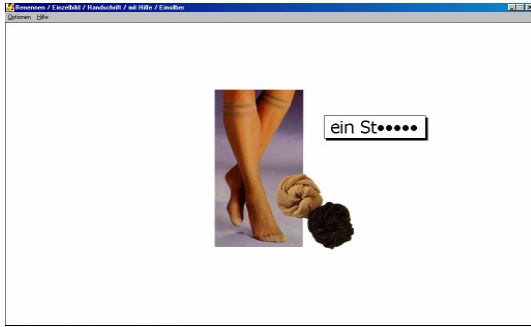 Benennen / Einzelbild / Handschrift / mit Hilfe / Einsilber
Optionen Hilfe
ein St•••••